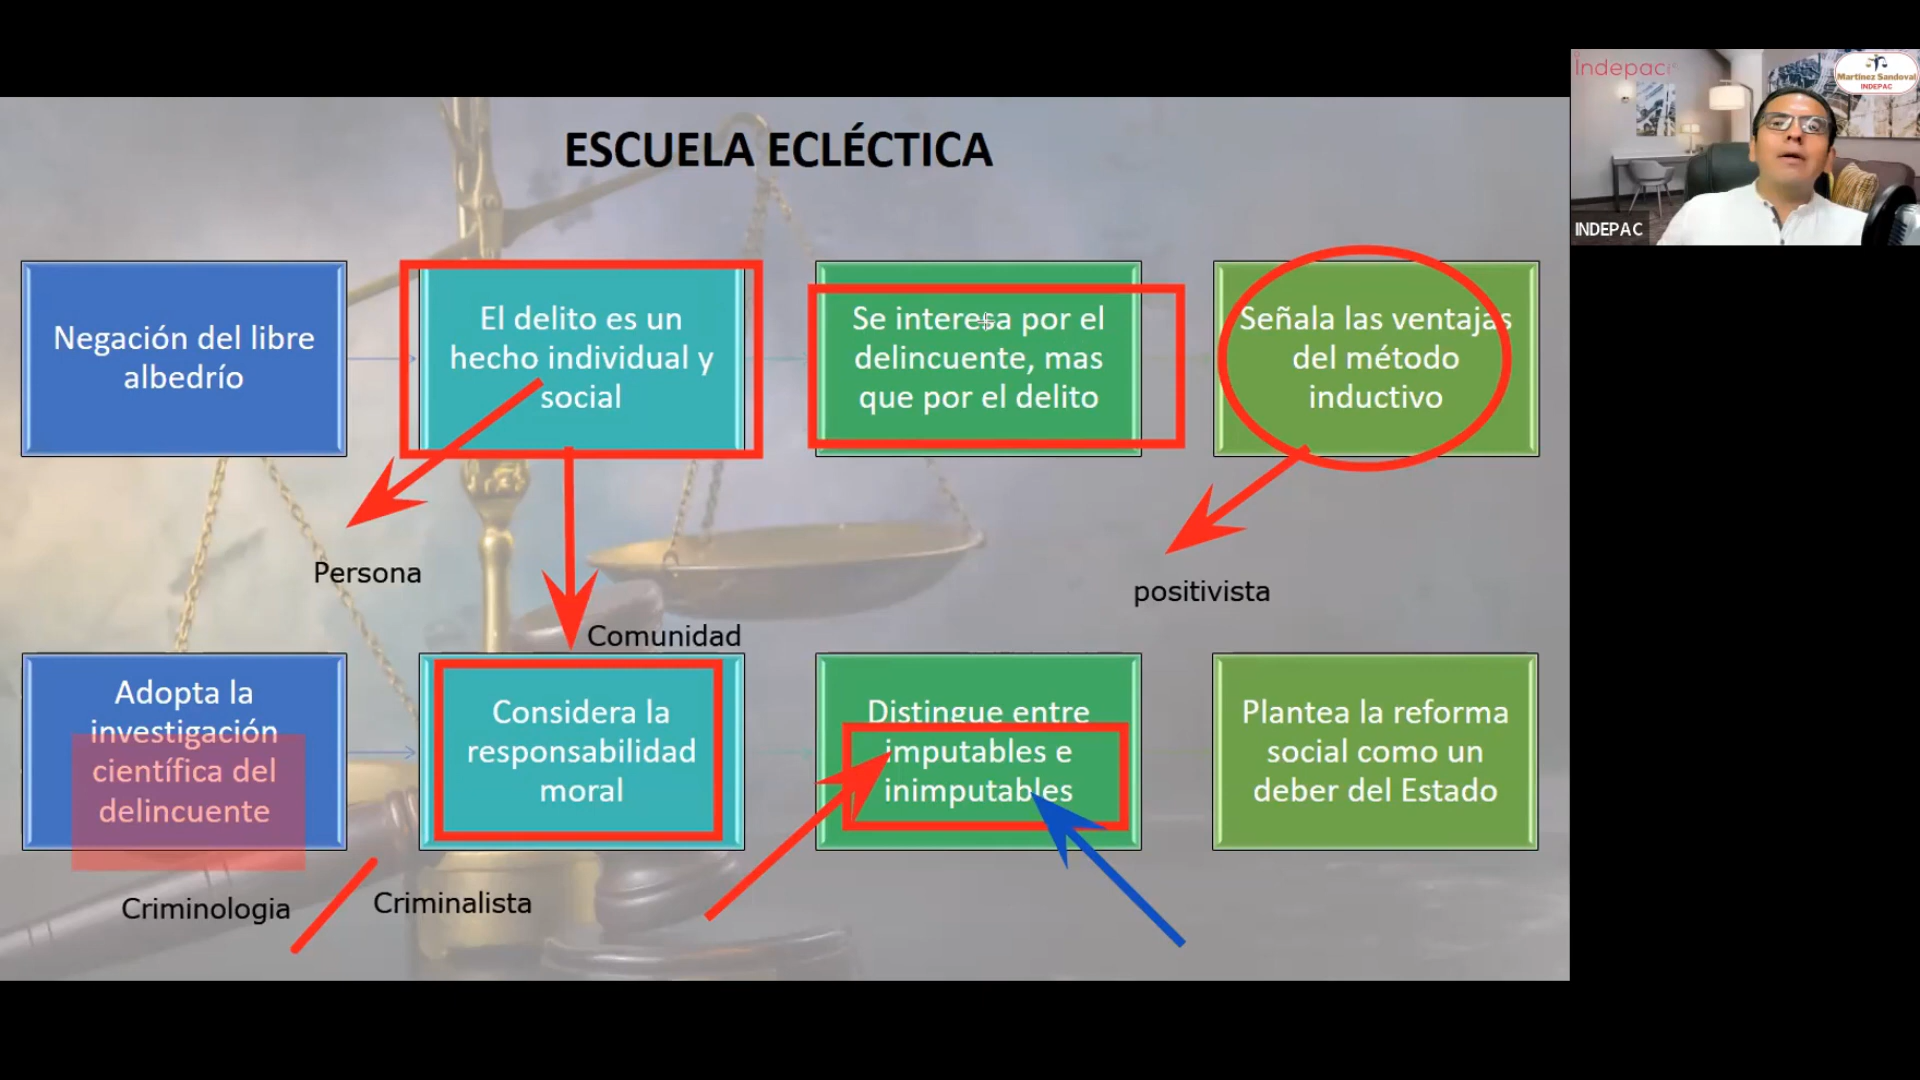 ESCUELA ECLÉCTICA
Negación del libre
albedrío
El delito es un
hecho individual y
social
Se interesa por el
delincuente, mas
que por el delito
Señala las ventajas
del método
inductivo
Persona
Comunidad
positivista
Adopta la
investigación
científica del
delincuente
Considera la
responsabilidad
moral
Distingue entre
imputables e
inimputables
Plantea la reforma
social como un
deber del Estado
Criminologia
Criminalista
Indepac
Martínez Sandoval
INDEPAC
INDEPAC